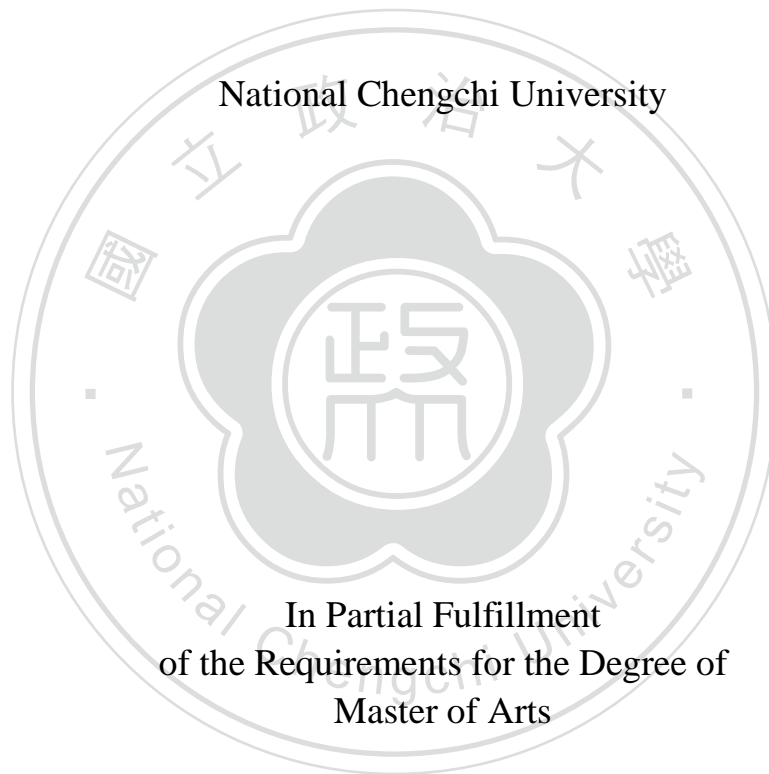 National Chengchi University
國立政治大學
政
National Chengchi University
In Partial Fulfillment
of the Requirements for the Degree of
Master of Arts